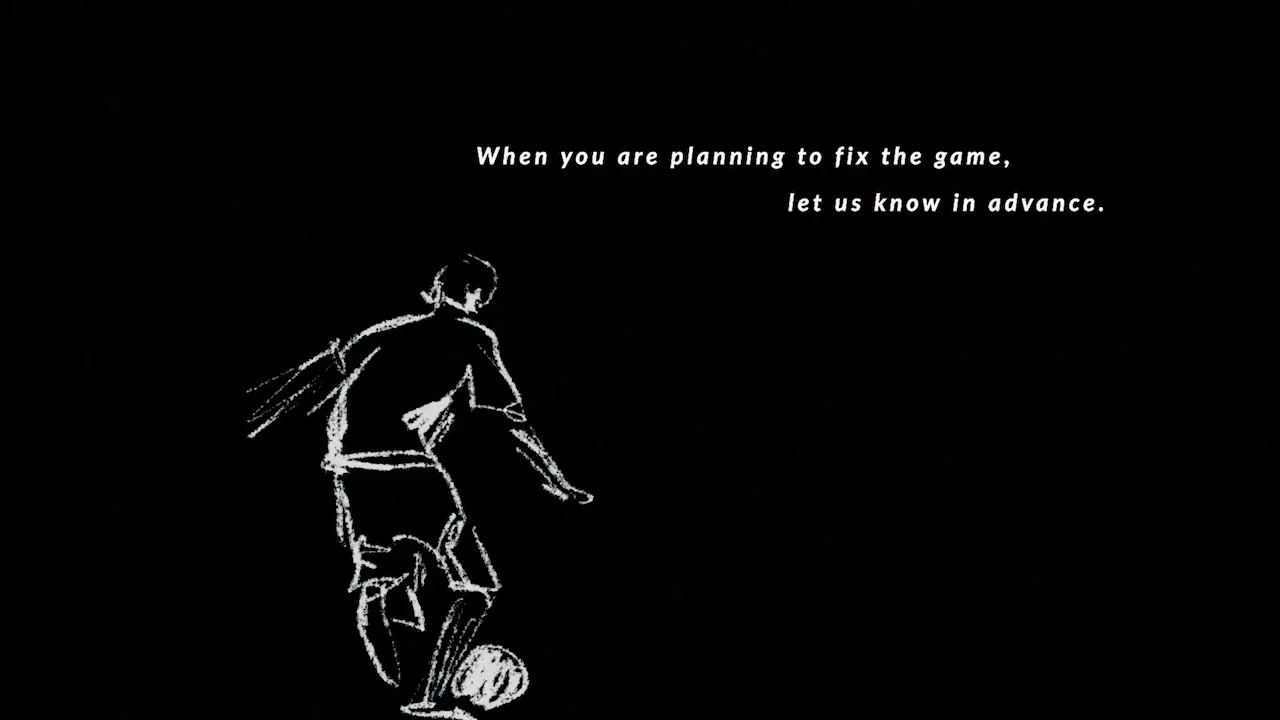 When you are planning to fix the game,
let us know in advance.